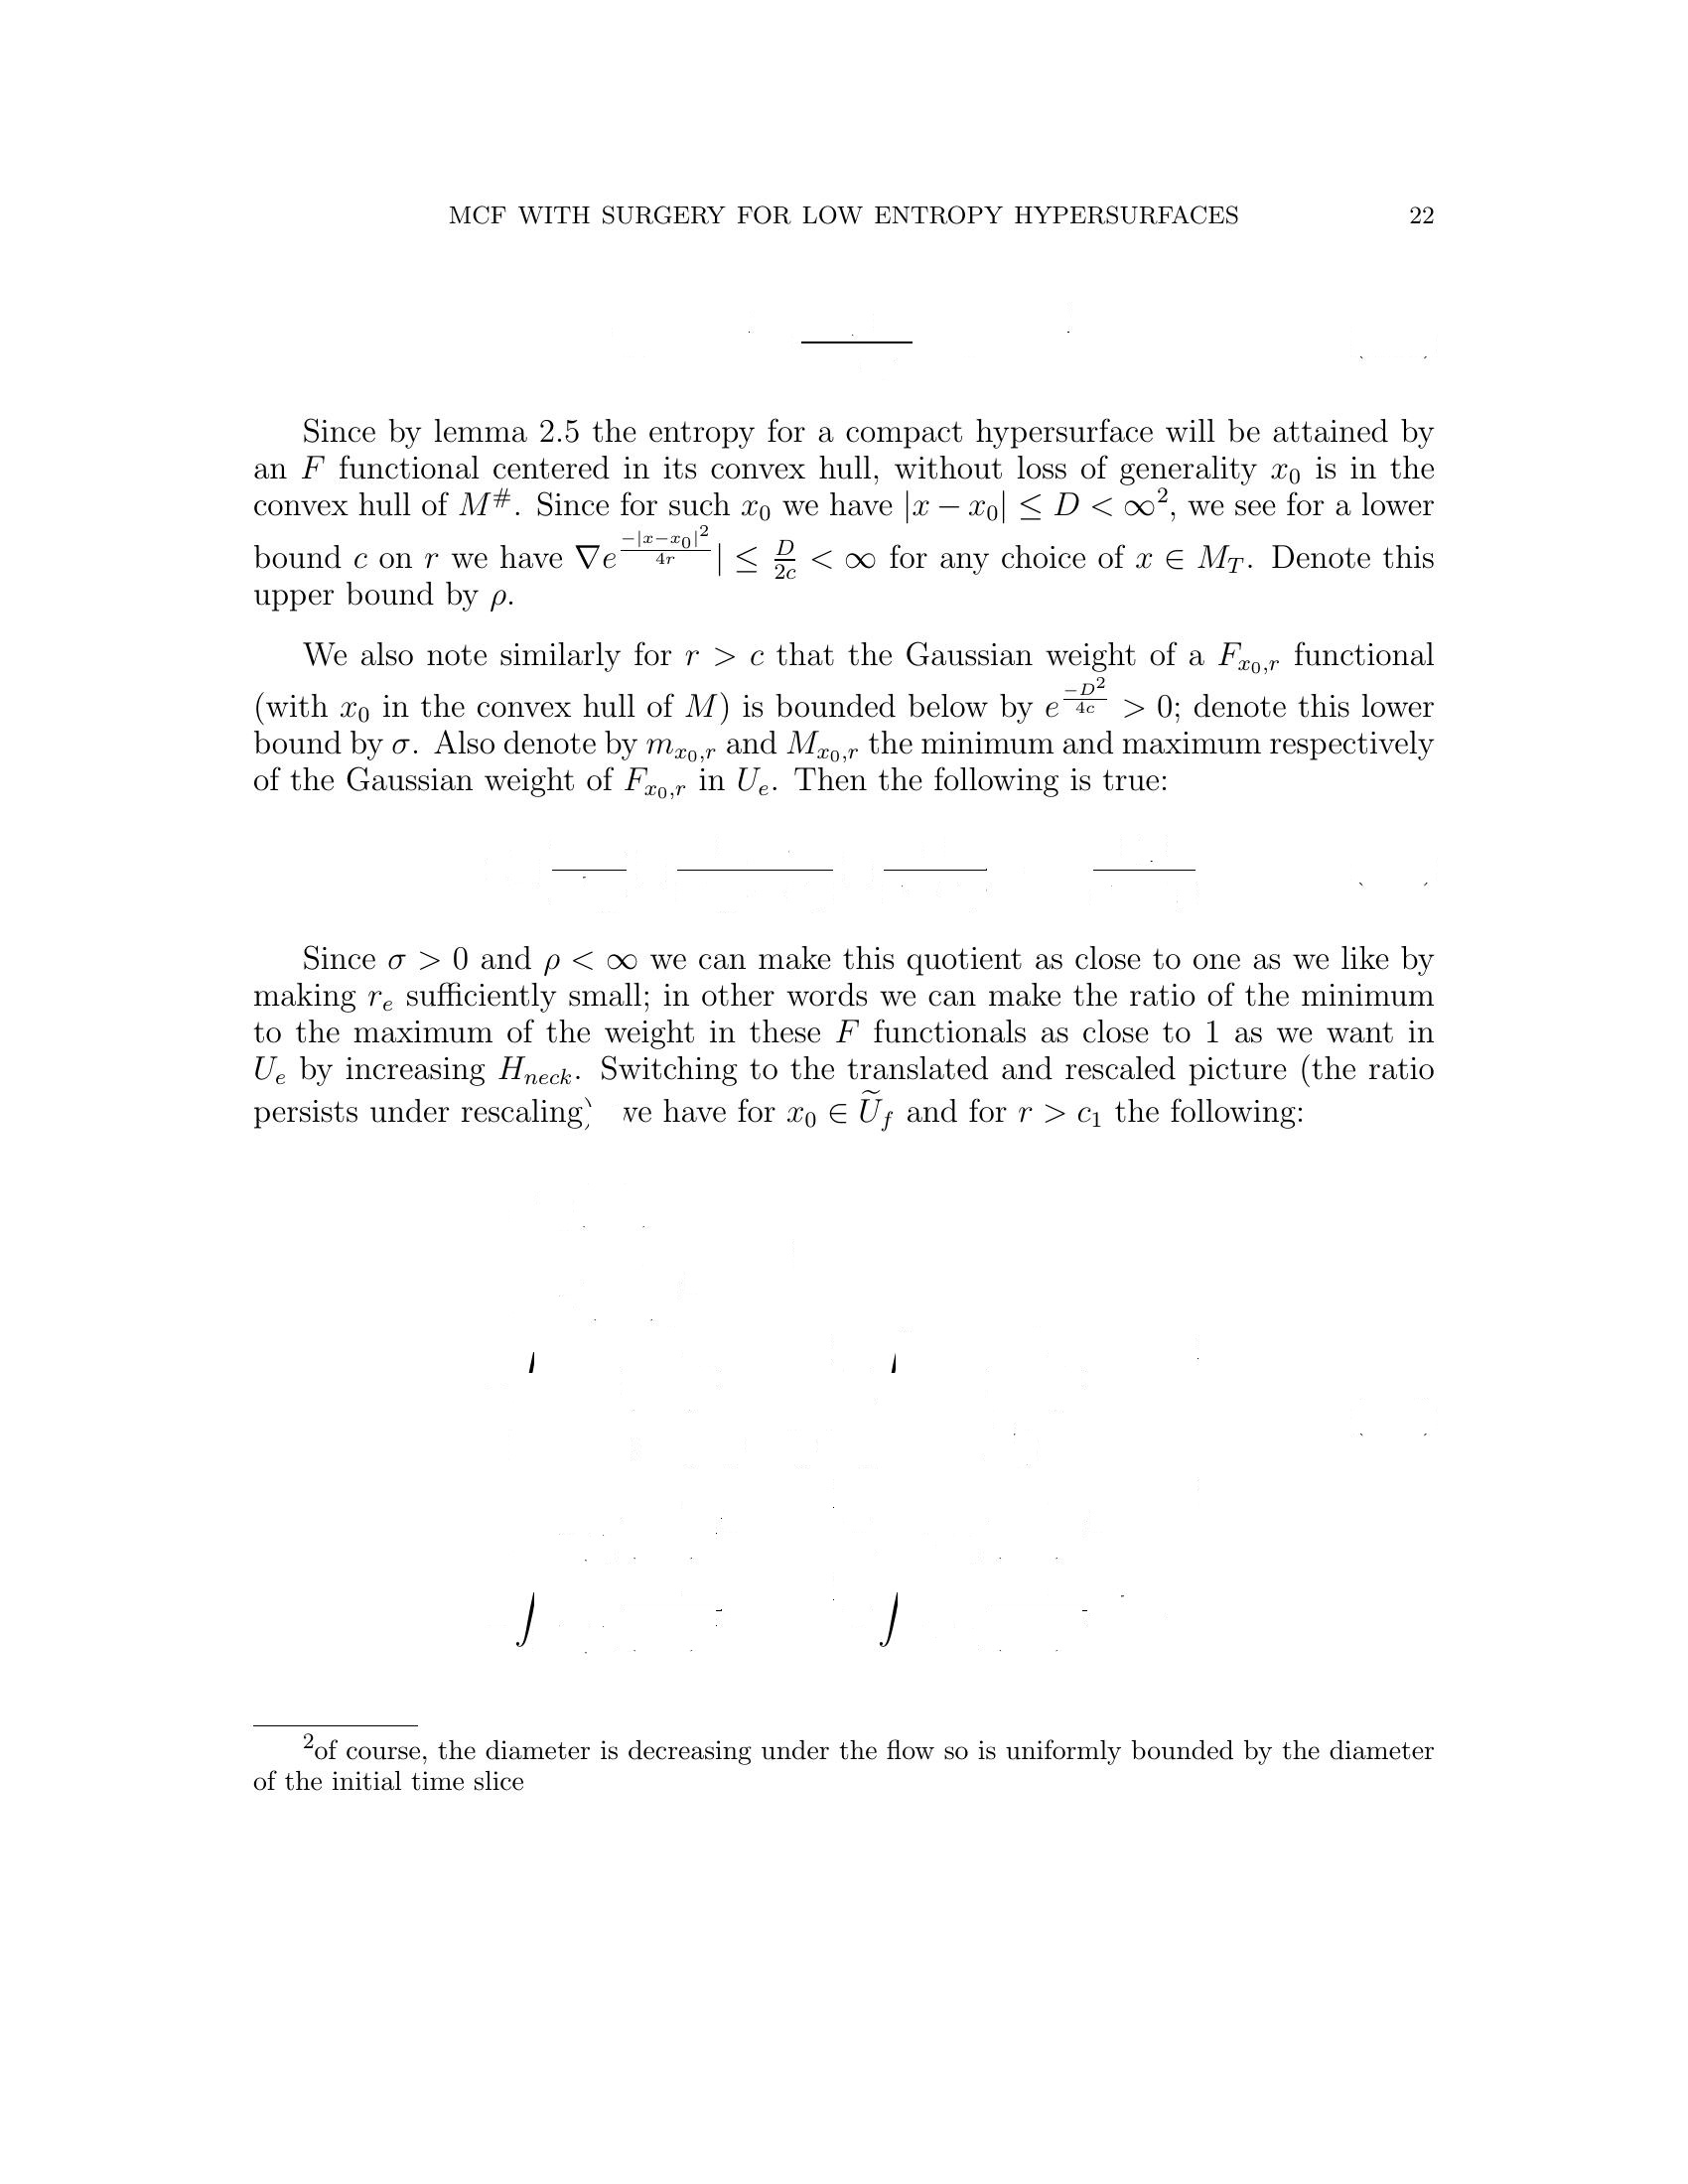 MCF WITH SURGERY FOR LOW ENTROPY HYPERSURFACES 22
Since by lemma 2.5 the entropy for a compact hypersurface will be attained by
an $F$ functional centered in its convex hull, without loss of generality $x_0$ is in the
convex hull of $M^\#$. Since for such $x_0$ we have $|x - x_0| \leq D < \infty^2$, we see for a lower
bound $c$ on $r$ we have $\nabla e^{\frac{-|x-x_0|^2}{4r}}| \leq \frac{D}{2c} < \infty$ for any choice of $x \in M_T$. Denote this
upper bound by $\rho$.
We also note similarly for $r > c$ that the Gaussian weight of a $F_{x_0,r}$ functional
(with $x_0$ in the convex hull of $M$) is bounded below by $e^{\frac{-D^2}{4c}} > 0$; denote this lower
bound by $\sigma$. Also denote by $m_{x_0,r}$ and $M_{x_0,r}$ the minimum and maximum respectively
of the Gaussian weight of $F_{x_0,r}$ in $U_e$. Then the following is true:
Since $\sigma > 0$ and $\rho < \infty$ we can make this quotient as close to one as we like by
making $r_e$ sufficiently small; in other words we can make the ratio of the minimum
to the maximum of the weight in these $F$ functionals as close to 1 as we want in
$U_e$ by increasing $H_{neck}$. Switching to the translated and rescaled picture (the ratio
persists under rescaling) have for $x_0 \in \widetilde{U}_f$ and for $r > c_1$ the following:
$^2$of course, the diameter is decreasing under the flow so is uniformly bounded by the diameter
of the initial time slice